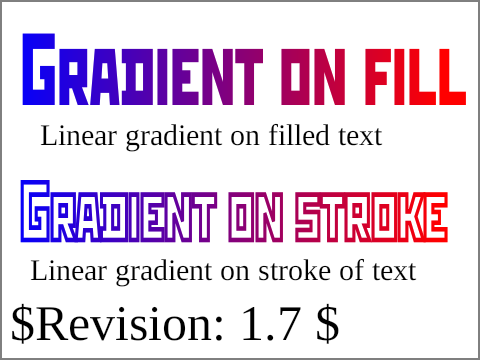 Gradient on fill
Linear gradient on filled text
Gradient on stroke
Linear gradient on stroke of text
$Revision: 1.7 $